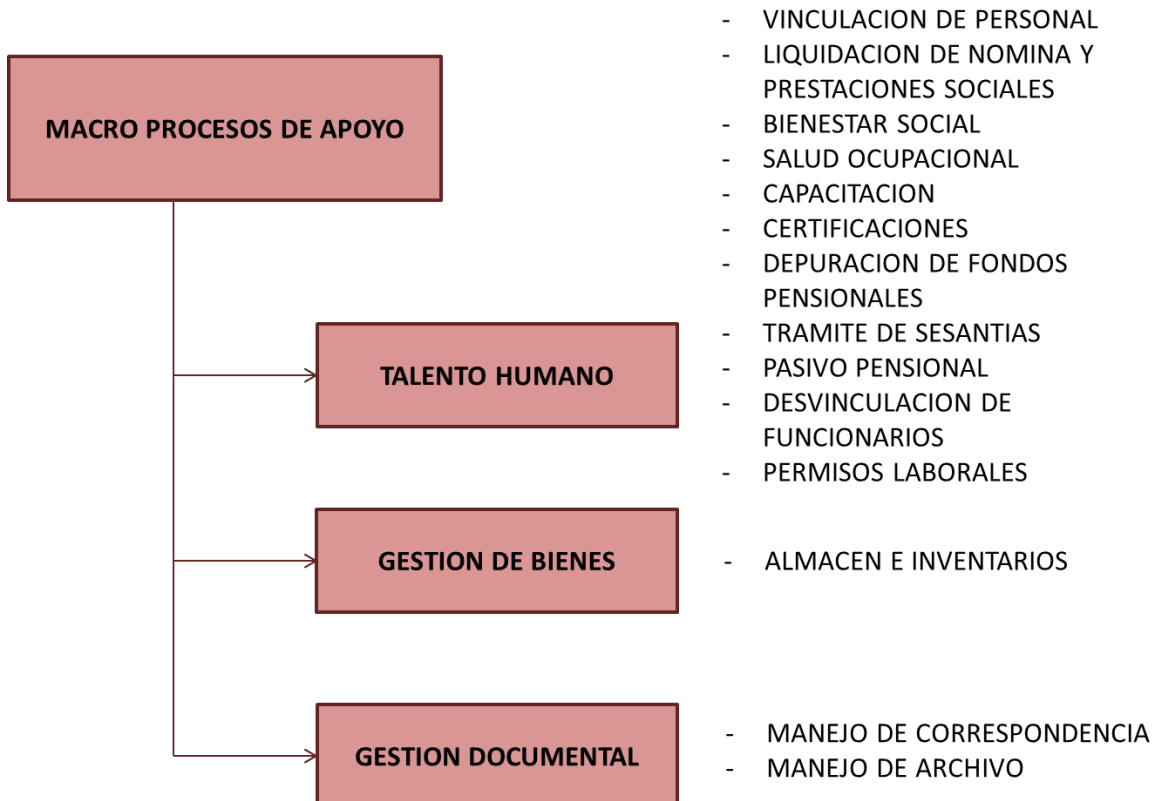 MACRO PROCESOS DE APOYO
- VINCULACION DE PERSONAL
- LIQUIDACION DE NOMINA Y
PRESTACIONES SOCIALES
- BIENESTAR SOCIAL
- SALUD OCUPACIONAL
- CAPACITACION
- CERTIFICACIONES
- DEPURACION DE FONDOS
PENSIONALES
- TRAMITE DE SESANTIAS
- PASIVO PENSIONAL
- DESVINCULACION DE
FUNCIONARIOS
- PERMISOS LABORALES
TALENTO HUMANO
GESTION DE BIENES
- ALMACEN E INVENTARIOS
GESTION DOCUMENTAL
- MANEJO DE CORRESPONDENCIA
- MANEJO DE ARCHIVO